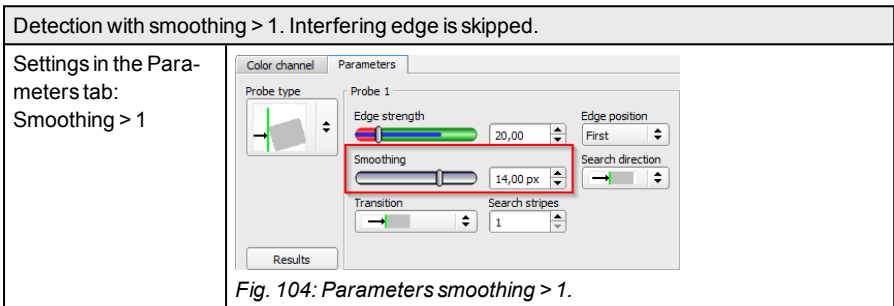 Detection with smoothing > 1. Interfering edge is skipped.
Settings in the Para-
meters tab:
Smoothing > 1
Color channel Parameters
Probe type Probe 1
Edge strength Edge position
20,00 First
Smoothing Search direction
14,00 px
Transition Search stripes
1
Results
Fig. 104: Parameters smoothing > 1.